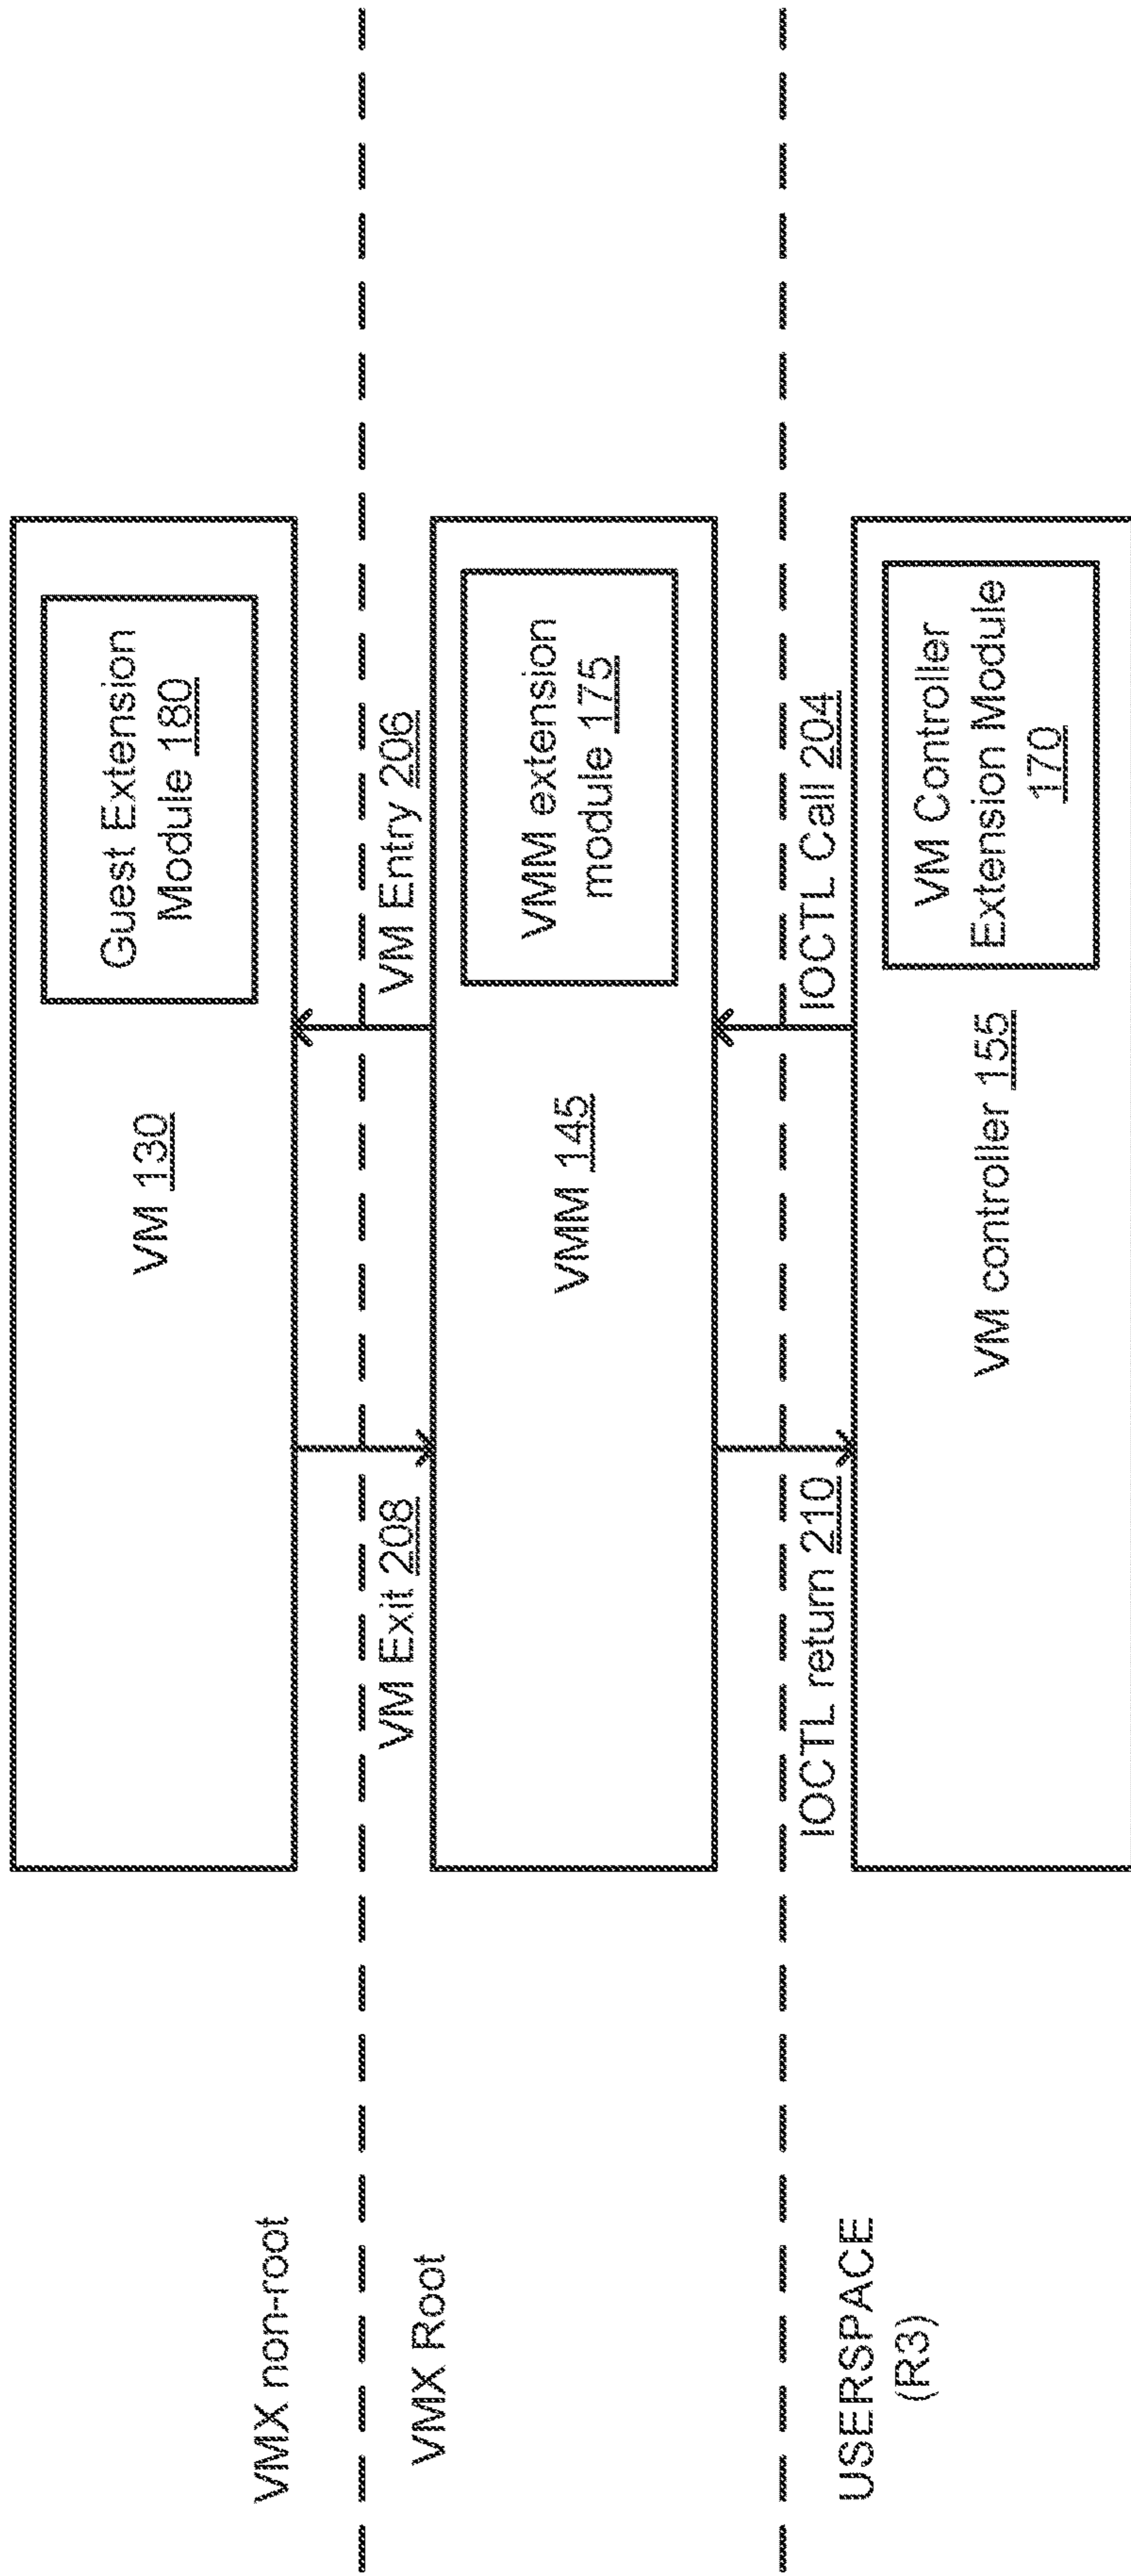 VMX non-root
VM 130
Guest Extension
Module 180
VM Exit 208
VM Entry 206
VMX Root
VMM 145
VMM extension
module 175
IOCTL return 210
IOCTL Call 204
USERSPACE
(R3)
VM controller 155
VM Controller
Extension Module
170